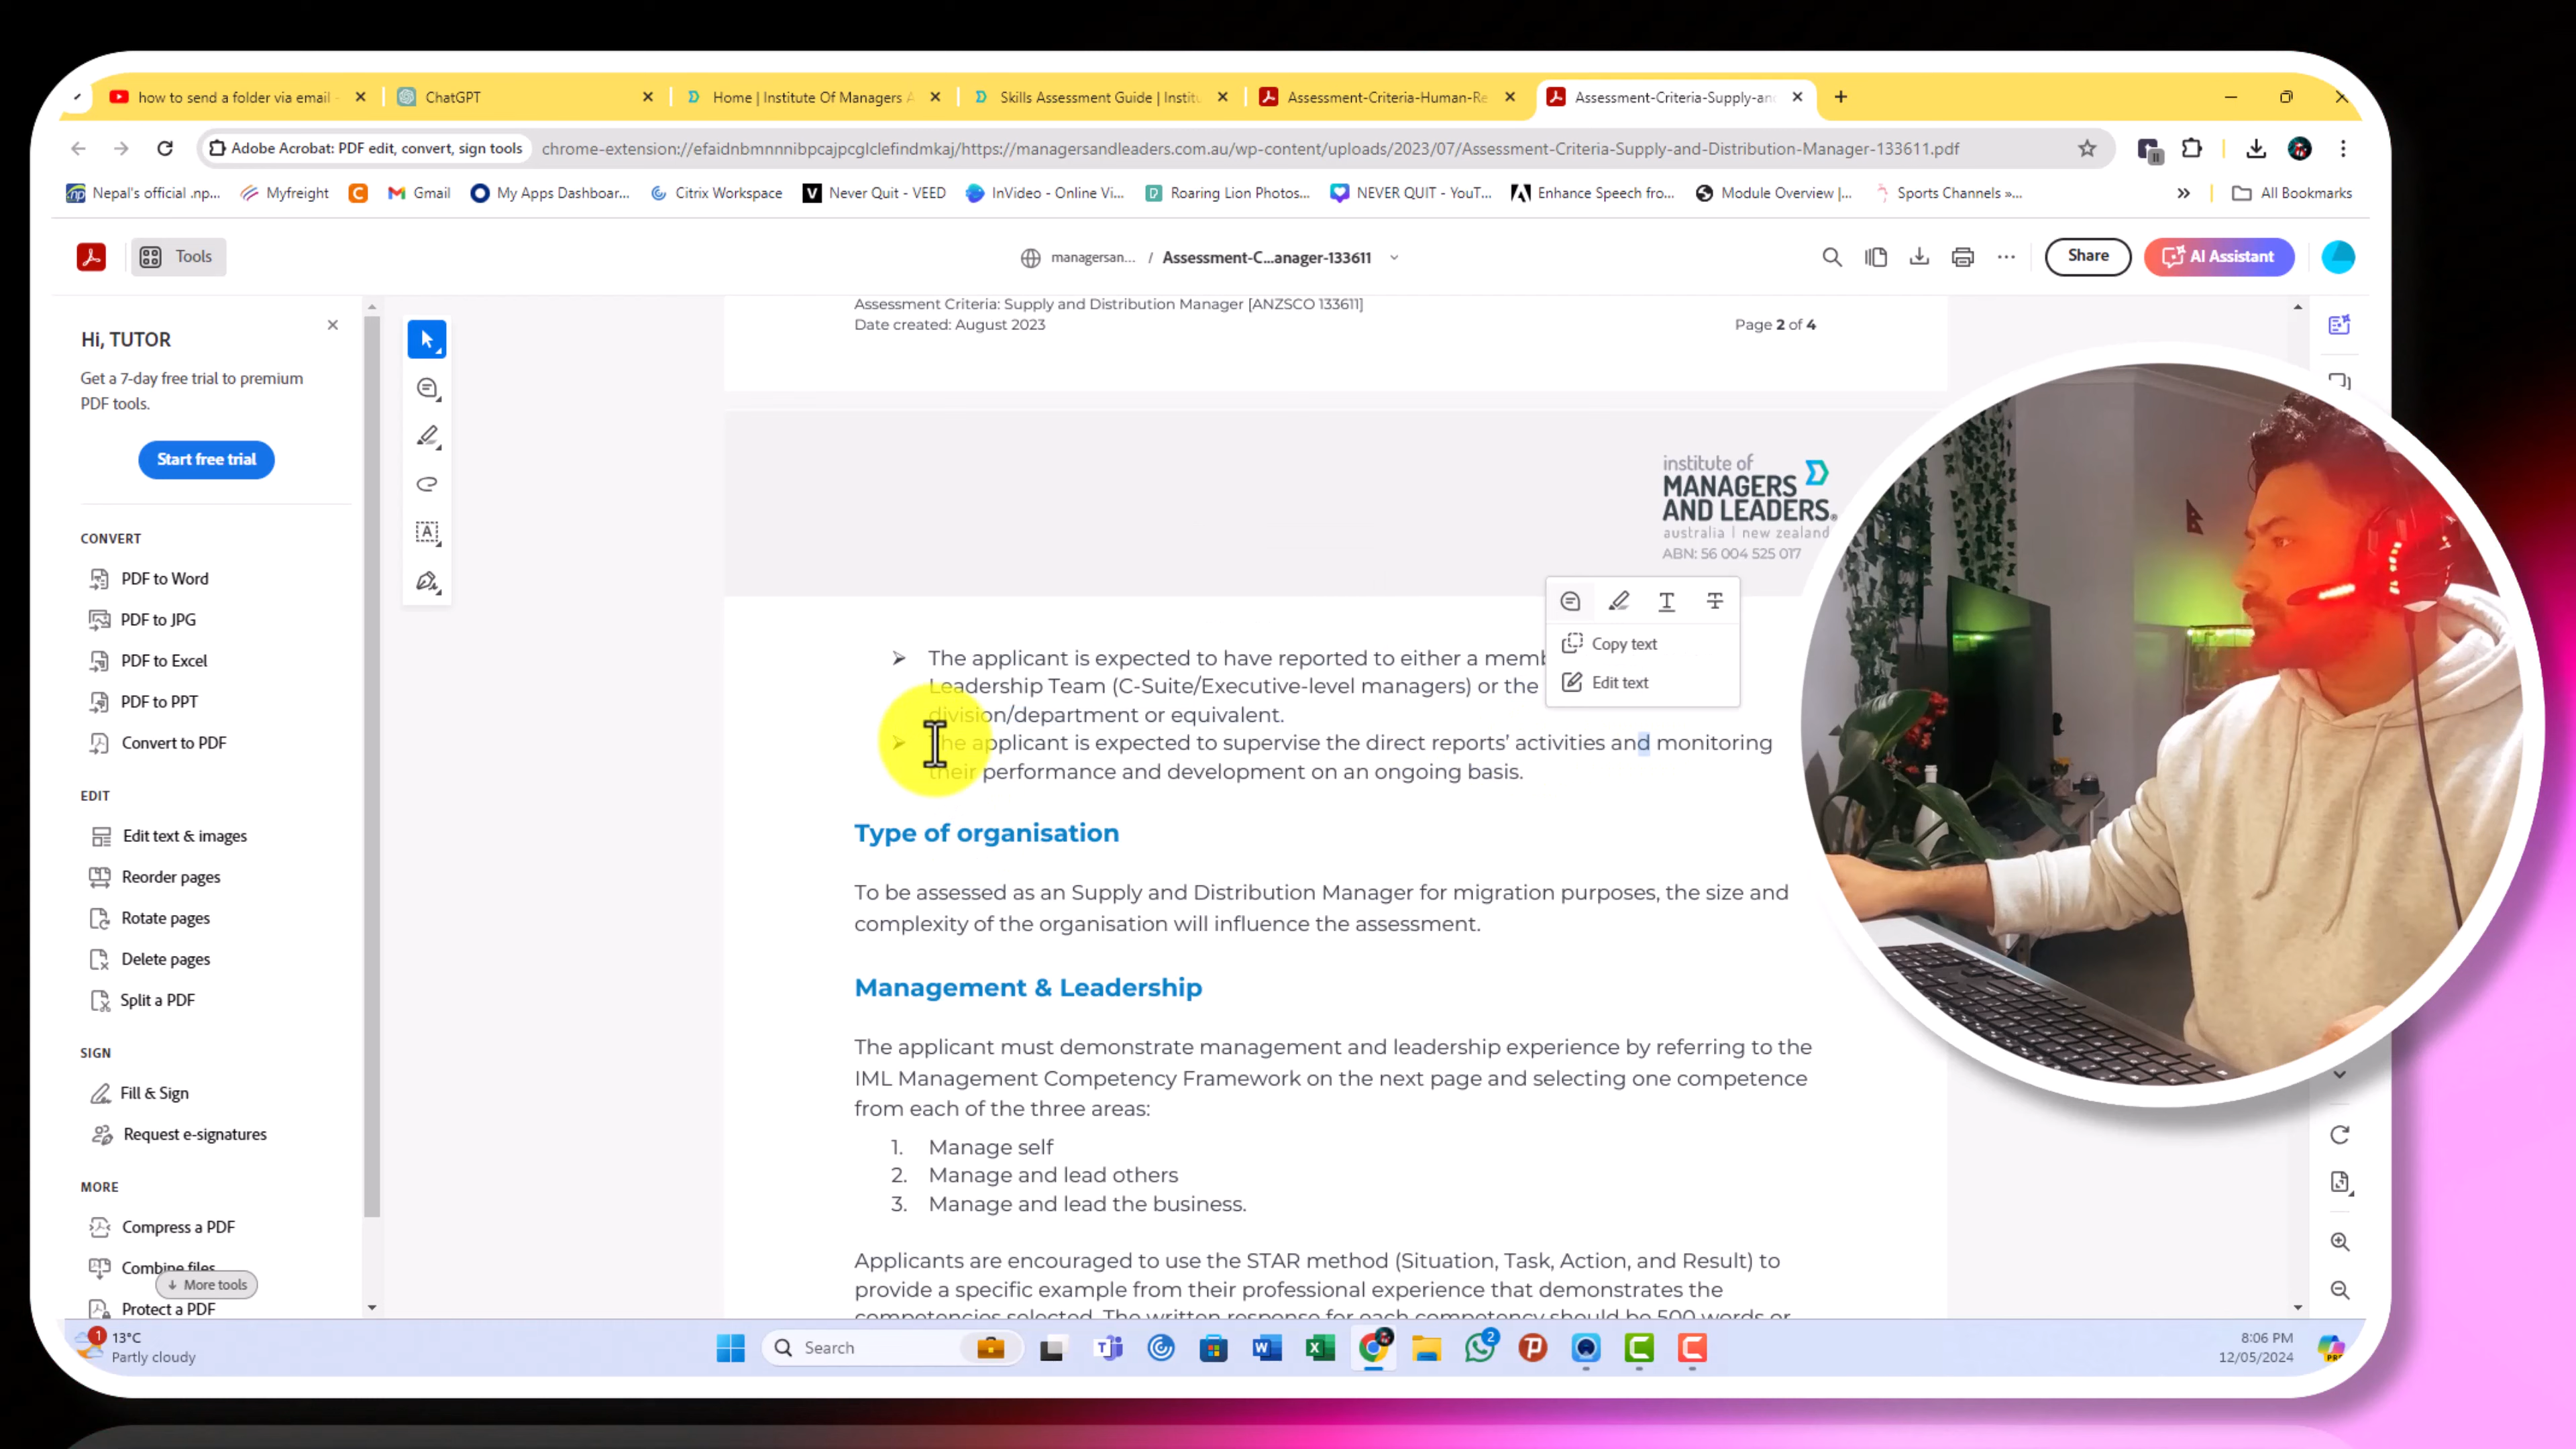 how to send a folder via email -
ChatGPT
Home | Institute Of Managers A
Skills Assessment Guide | Institu
Assessment-Criteria-Human-Re
Assessment-Criteria-Supply-an
Adobe Acrobat: PDF edit, convert, sign tools
chrome-extension://efaidnbmnnnibpcajpcglclefindmkaj/https://managersandleaders.com.au/wp-content/uploads/2023/07/Assessment-Criteria-Supply-and-Distribution-Manager-133611.pdf
Nepal's official .np...
Myfreight
Gmail
My Apps Dashboar...
Citrix Workspace
Never Quit - VEED
InVideo - Online Vi...
Roaring Lion Photos...
NEVER QUIT - YouT...
Enhance Speech fro...
Module Overview |...
Sports Channels »...
All Bookmarks
Tools
managersan... / Assessment-C...anager-133611
Share
AI Assistant
Hi, TUTOR
Get a 7-day free trial to premium
PDF tools.
Start free trial
CONVERT
PDF to Word
PDF to JPG
PDF to Excel
PDF to PPT
Convert to PDF
EDIT
Edit text & images
Reorder pages
Rotate pages
Delete pages
Split a PDF
SIGN
Fill & Sign
Request e-signatures
MORE
Compress a PDF
Combine files
More tools
Protect a PDF
Assessment Criteria: Supply and Distribution Manager [ANZSCO 133611]
Date created: August 2023
Page 2 of 4
institute of
MANAGERS
AND LEADERS®
australia | new zealand
ABN: 56 004 525 017
Copy text
Edit text
The applicant is expected to have reported to either a memb
Leadership Team (C-Suite/Executive-level managers) or the
division/department or equivalent.
The applicant is expected to supervise the direct reports' activities and monitoring
their performance and development on an ongoing basis.
Type of organisation
To be assessed as an Supply and Distribution Manager for migration purposes, the size and
complexity of the organisation will influence the assessment.
Management & Leadership
The applicant must demonstrate management and leadership experience by referring to the
IML Management Competency Framework on the next page and selecting one competence
from each of the three areas:
1. Manage self
2. Manage and lead others
3. Manage and lead the business.
Applicants are encouraged to use the STAR method (Situation, Task, Action, and Result) to
provide a specific example from their professional experience that demonstrates the
competencies selected. The written response for each competency should be 500 words or
1
13°C
Partly cloudy
Search
2
8:06 PM
12/05/2024
PRE